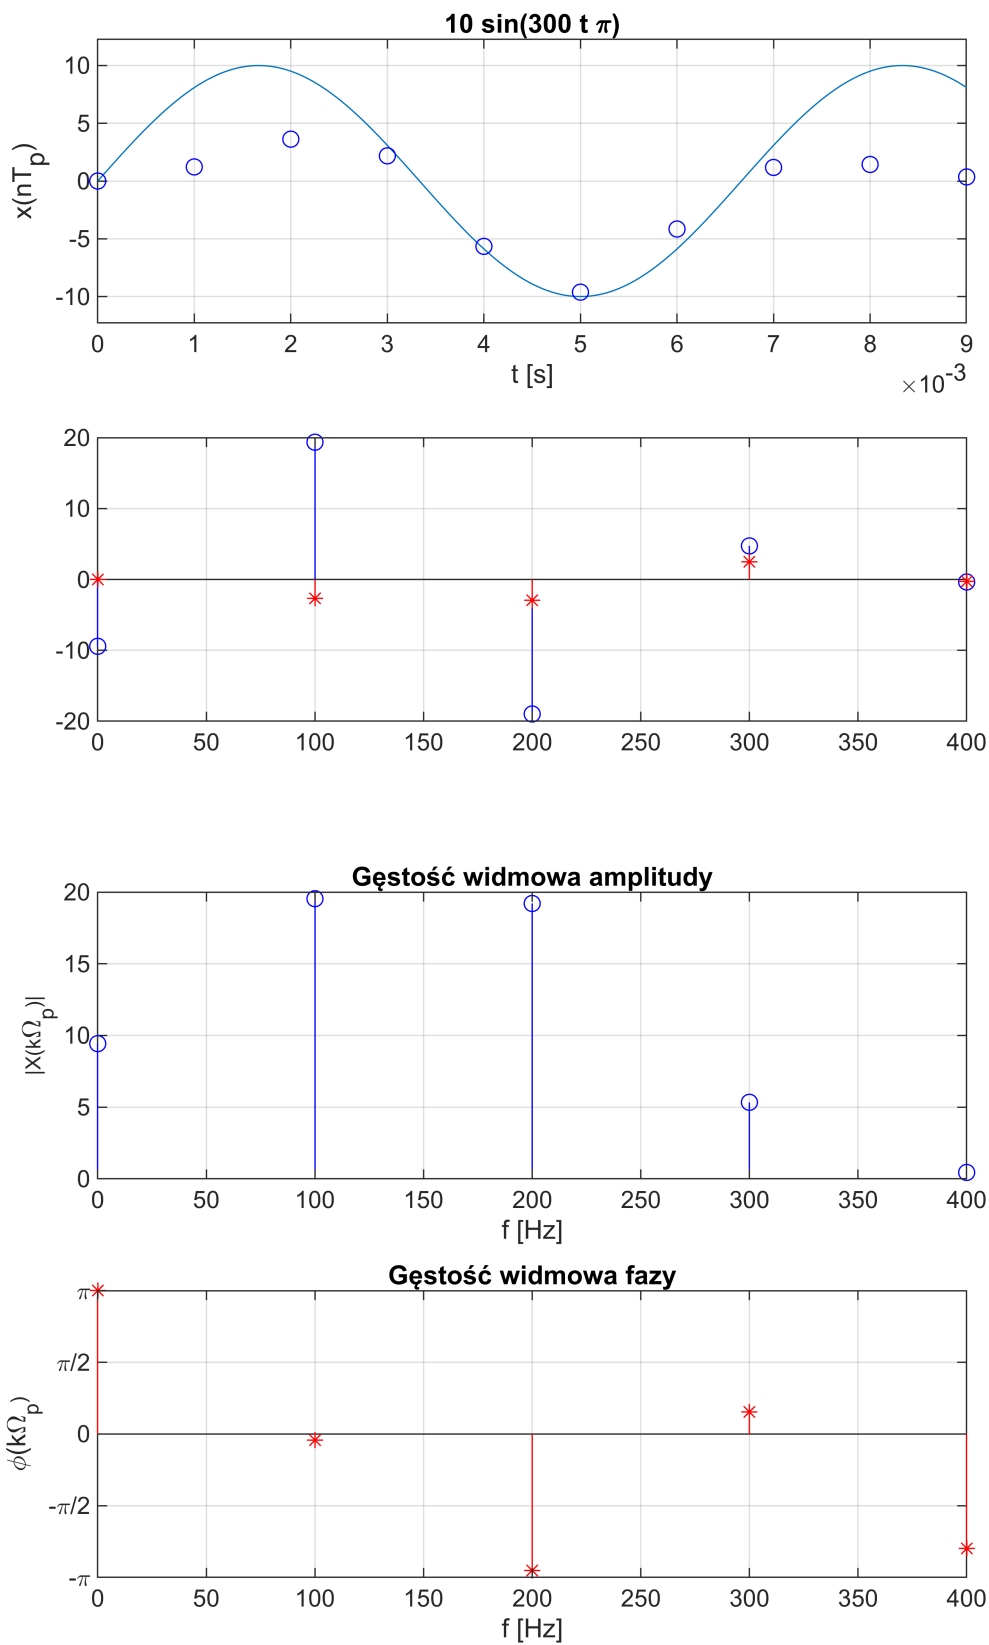 10 sin(300 t π)
x(nTp)
10
5
0
-5
-10
0 1 2 3 4 5 6 7 8 9
t [s]
×10-3
20
10
0
-10
-20
0 50 100 150 200 250 300 350 400
Gęstość widmowa amplitudy
|X(kΩp)|
20
15
10
5
0
0 50 100 150 200 250 300 350 400
f [Hz]
Gęstość widmowa fazy
ϕ(kΩp)
π
π/2
0
-π/2
-π
0 50 100 150 200 250 300 350 400
f [Hz]